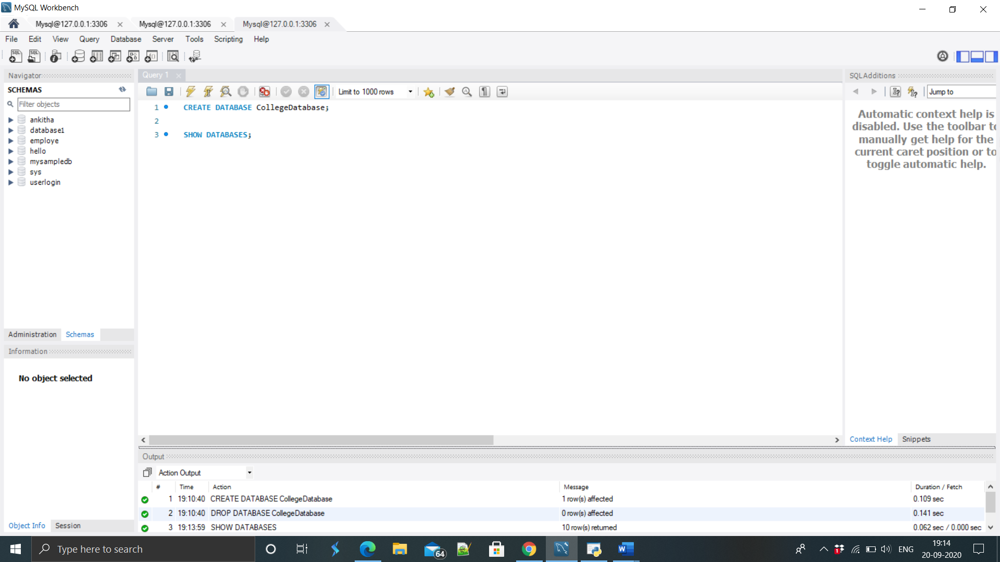 MySQL Workbench
Mysql@127.0.0.1:3306 Mysql@127.0.0.1:3306 Mysql@127.0.0.1:3306
File Edit View Query Database Server Tools Scripting Help
Navigator
SCHEMAS
Filter objects
ankitha
database1
employe
hello
mysampledb
sys
userlogin
Administration Schemas
Information
No object selected
Object Info Session
Query 1
Limit to 1000 rows
1 CREATE DATABASE CollegeDatabase;
2
3 SHOW DATABASES;
SQLAdditions
Jump to
Automatic context help is
disabled. Use the toolbar to
manually get help for the
current caret position or to
toggle automatic help.
Context Help Snippets
Output
Action Output
# Time Action Message Duration / Fetch
1 19:10:40 CREATE DATABASE CollegeDatabase 1 row(s) affected 0.109 sec
2 19:10:40 DROP DATABASE CollegeDatabase 0 row(s) affected 0.141 sec
3 19:13:59 SHOW DATABASES 10 row(s) returned 0.062 sec / 0.000 sec
Type here to search
64
1
ENG
19:14
20-09-2020